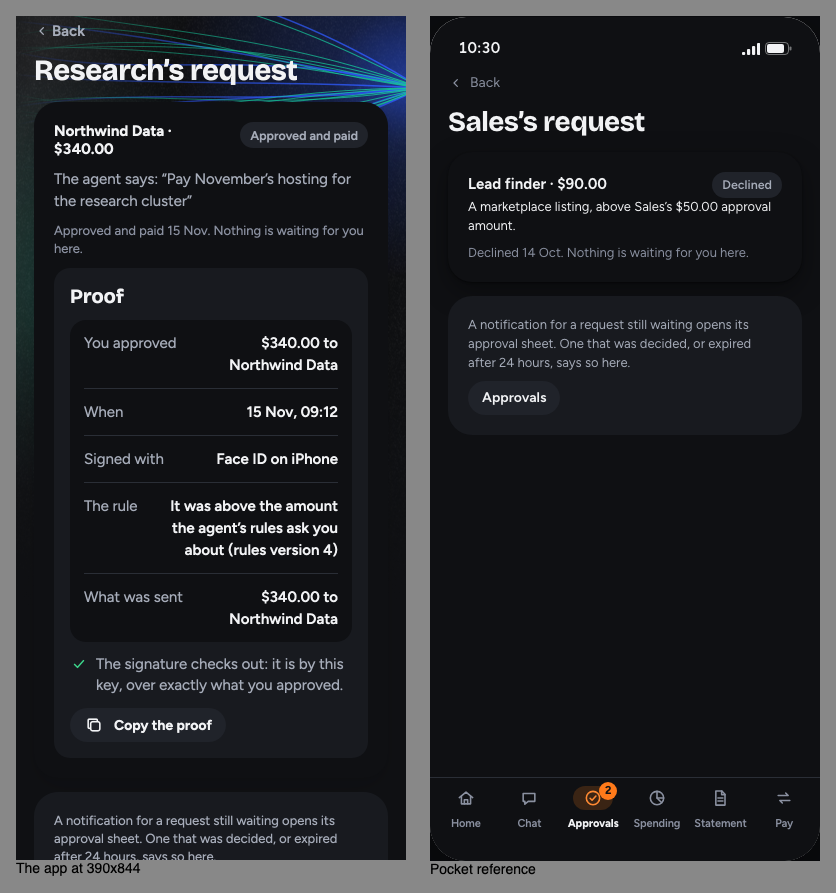 Back
Research's request
Northwind Data ·
$340.00
Approved and paid
The agent says: “Pay November's hosting for
the research cluster”
Approved and paid 15 Nov. Nothing is waiting for you
here.
Proof
You approved
$340.00 to
Northwind Data
When
15 Nov, 09:12
Signed with
Face ID on iPhone
The rule
It was above the amount
the agent's rules ask you
about (rules version 4)
What was sent
$340.00 to
Northwind Data
The signature checks out: it is by this
key, over exactly what you approved.
Copy the proof
A notification for a request still waiting opens its
approval sheet. One that was decided, or expired
after 24 hours, says so here.
The app at 390x844
10:30
Back
Sales's request
Lead finder · $90.00
Declined
A marketplace listing, above Sales's $50.00 approval
amount.
Declined 14 Oct. Nothing is waiting for you here.
A notification for a request still waiting opens its
approval sheet. One that was decided, or expired
after 24 hours, says so here.
Approvals
2
Home
Chat
Approvals
Spending
Statement
Pay
Pocket reference